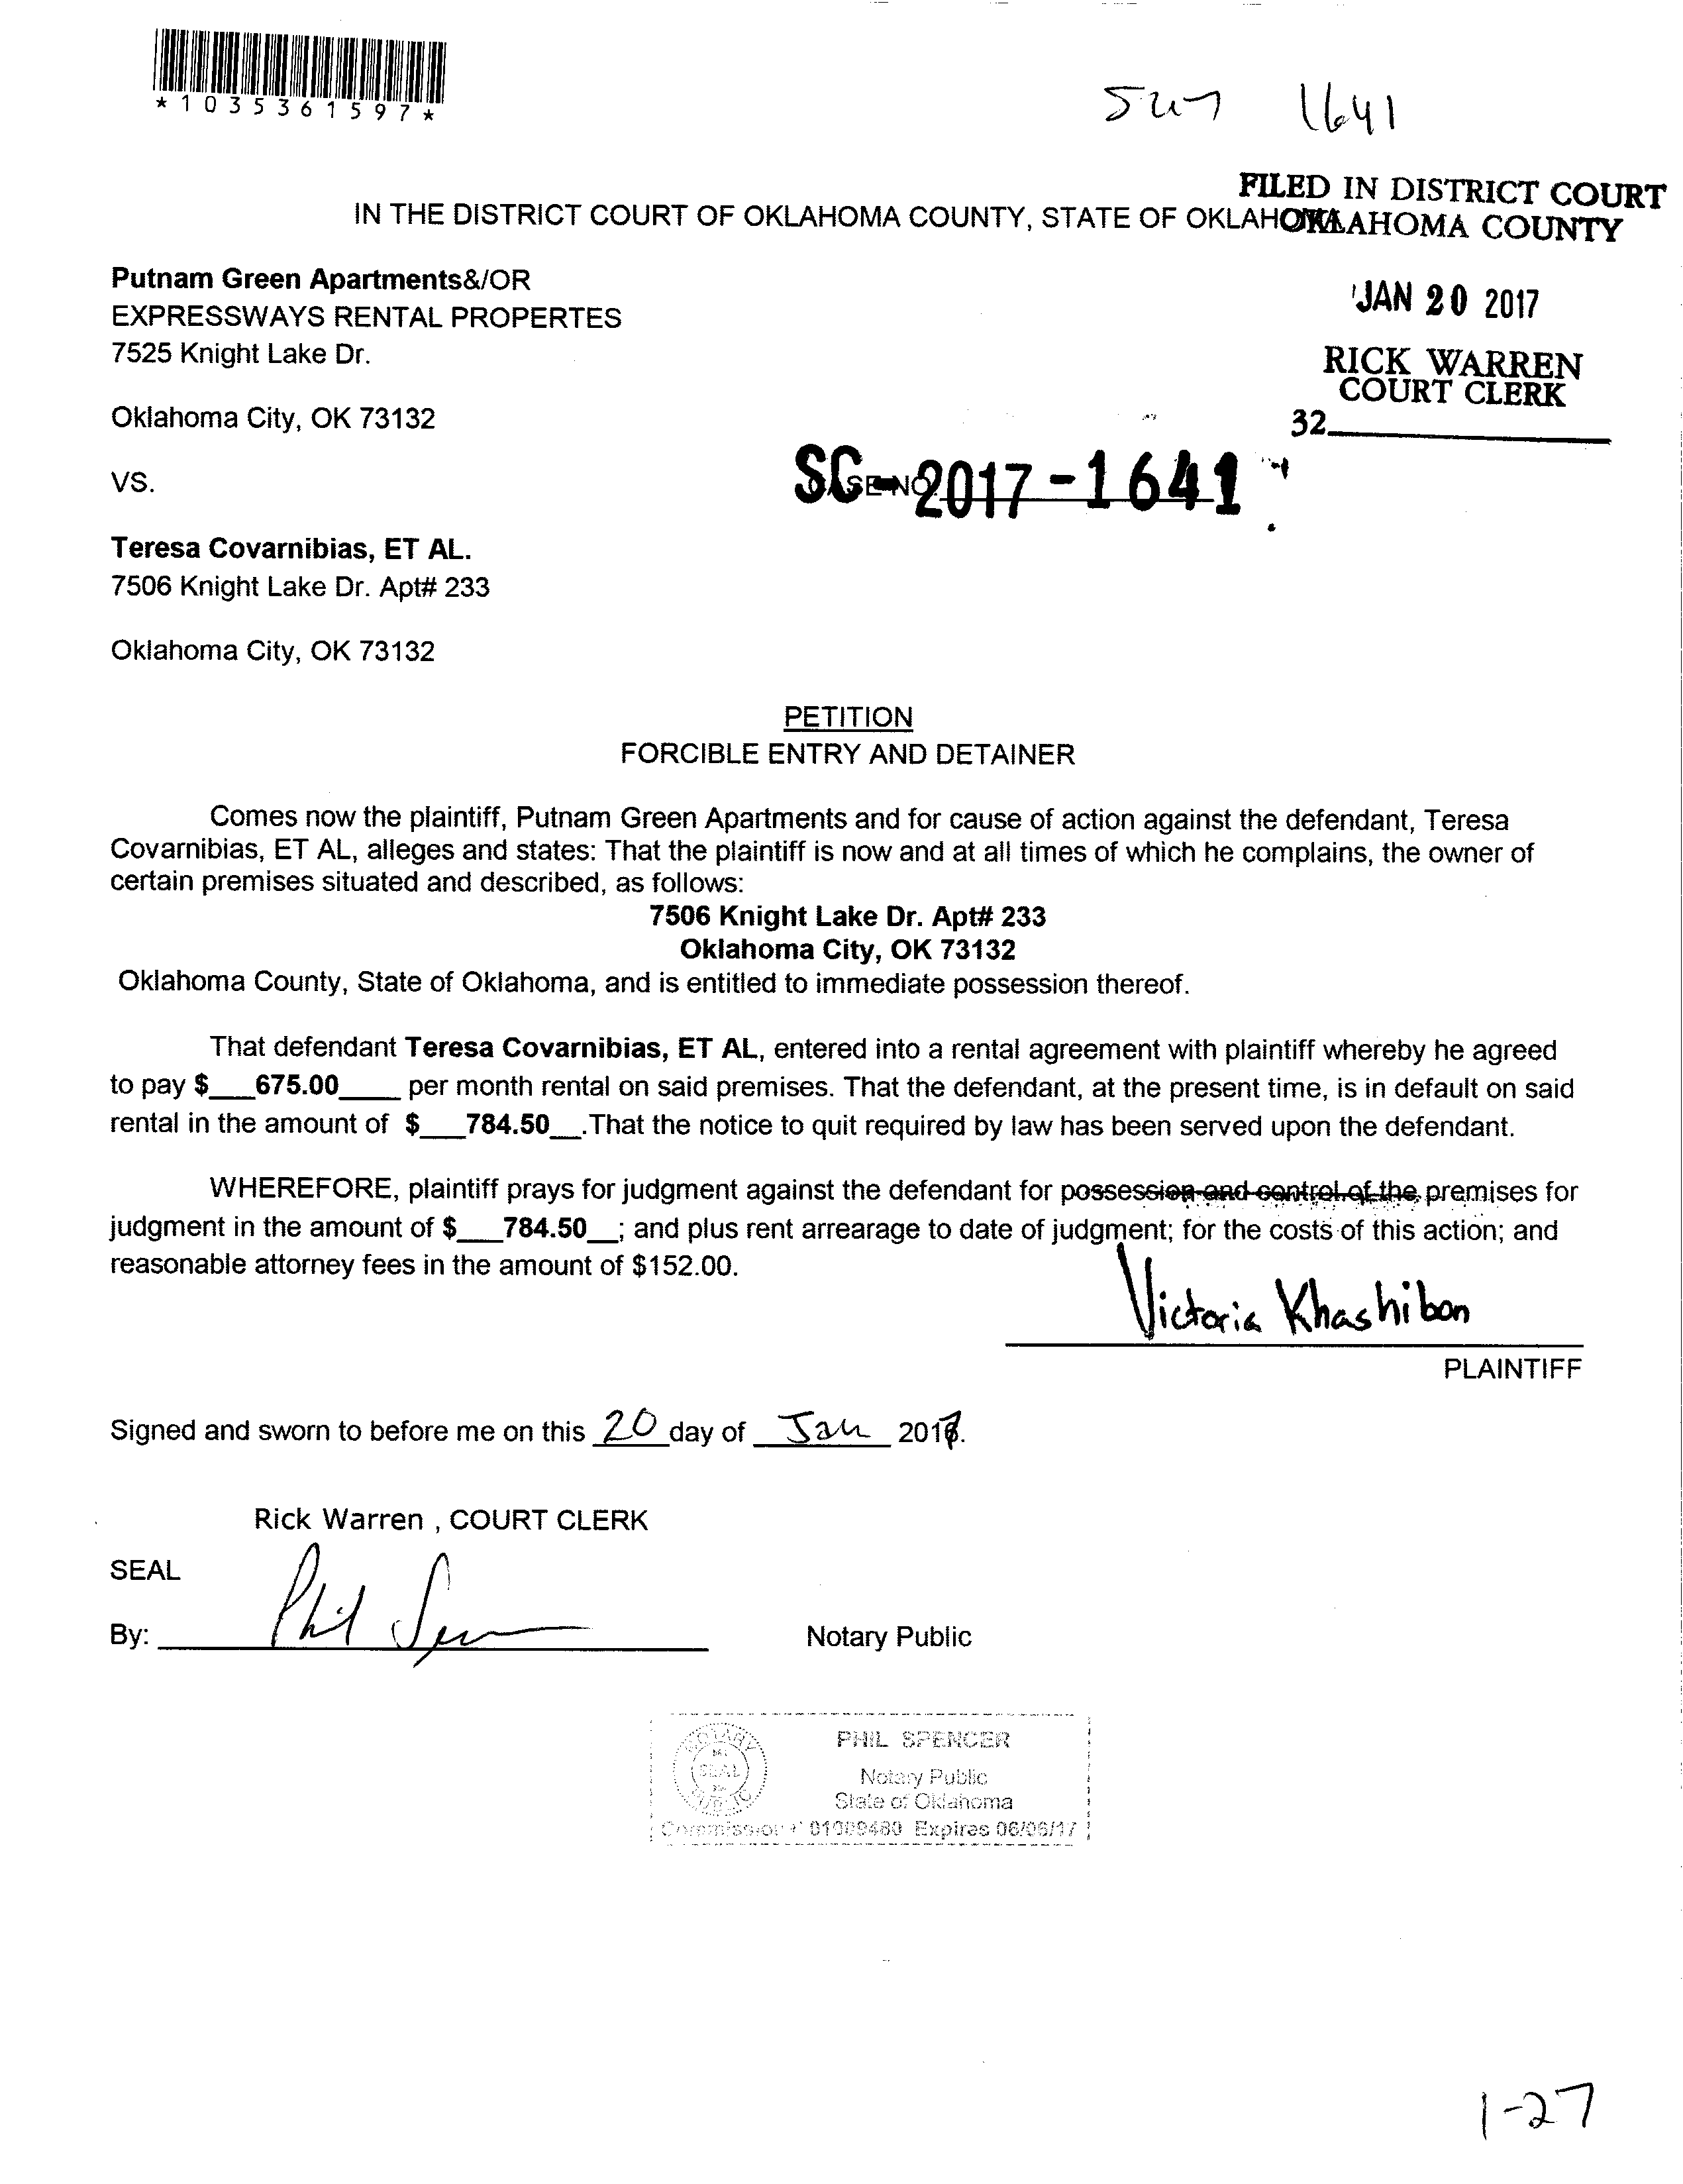 *1035361597*
1641
FILED IN DISTRICT COURT
OKLAHOMA COUNTY
IN THE DISTRICT COURT OF OKLAHOMA COUNTY, STATE OF OKLAHOMA
Putnam Green Apartments&/OR
EXPRESSWAYS RENTAL PROPERTES
7525 Knight Lake Dr.
JAN 20 2017
RICK WARREN
COURT CLERK
Oklahoma City, OK 73132
32
VS.
CASE NO. SC-2017-1641
Teresa Covarnibias, ET AL.
7506 Knight Lake Dr. Apt# 233
Oklahoma City, OK 73132
PETITION
FORCIBLE ENTRY AND DETAINER
Comes now the plaintiff, Putnam Green Apartments and for cause of action against the defendant, Teresa
Covarnibias, ET AL, alleges and states: That the plaintiff is now and at all times of which he complains, the owner of
certain premises situated and described, as follows:
7506 Knight Lake Dr. Apt# 233
Oklahoma City, OK 73132
Oklahoma County, State of Oklahoma, and is entitled to immediate possession thereof.
That defendant Teresa Covarnibias, ET AL, entered into a rental agreement with plaintiff whereby he agreed
to pay $___675.00____ per month rental on said premises. That the defendant, at the present time, is in default on said
rental in the amount of $___784.50__.That the notice to quit required by law has been served upon the defendant.
WHEREFORE, plaintiff prays for judgment against the defendant for possession and control of the premises for
judgment in the amount of $___784.50__; and plus rent arrearage to date of judgment; for the costs of this action; and
reasonable attorney fees in the amount of $152.00.
Victoria Khashibon
PLAINTIFF
Signed and sworn to before me on this 20 day of Jan 2017.
Rick Warren , COURT CLERK
SEAL
By: Phil Spencer
Notary Public
PHIL SPENCER
NOTARY
SEAL
PUBLIC
Notary Public
State of Oklahoma
Commission # 01009480 Expires 06/06/17
1-27